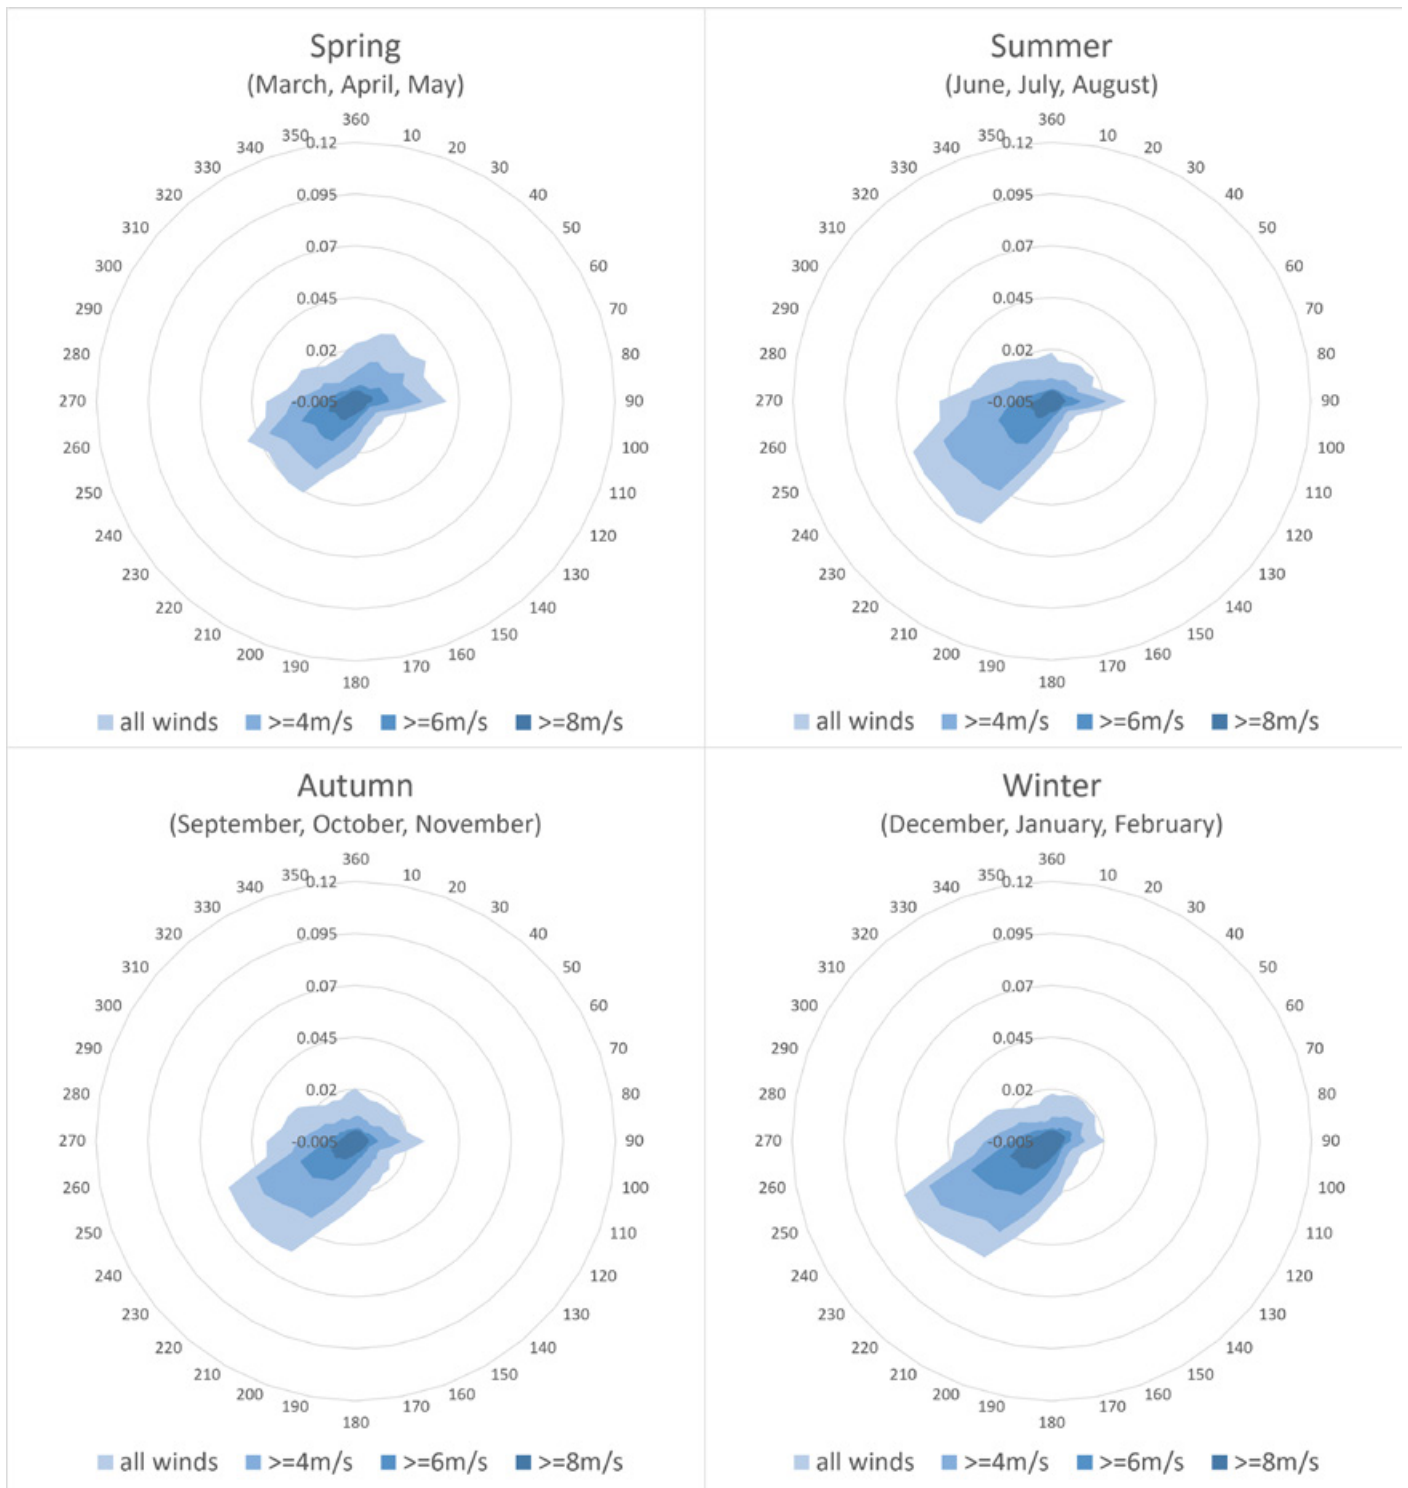 Spring
(March, April, May)
360
350 0.12 10
340 20
330 30
320 0.095 40
310 50
0.07
300 60
290 0.045 70
280 0.02 80
270 -0.005 90
260 100
250 110
240 120
230 130
220 140
210 150
200 160
190 170
180
all winds >=4m/s >=6m/s >=8m/s
Summer
(June, July, August)
360
350 0.12 10
340 20
330 30
320 0.095 40
310 50
0.07
300 60
290 0.045 70
280 0.02 80
270 -0.005 90
260 100
250 110
240 120
230 130
220 140
210 150
200 160
190 170
180
all winds >=4m/s >=6m/s >=8m/s
Autumn
(September, October, November)
360
350 0.12 10
340 20
330 30
320 0.095 40
310 50
0.07
300 60
290 0.045 70
280 0.02 80
270 -0.005 90
260 100
250 110
240 120
230 130
220 140
210 150
200 160
190 170
180
all winds >=4m/s >=6m/s >=8m/s
Winter
(December, January, February)
360
350 0.12 10
340 20
330 30
320 0.095 40
310 50
0.07
300 60
290 0.045 70
280 0.02 80
270 -0.005 90
260 100
250 110
240 120
230 130
220 140
210 150
200 160
190 170
180
all winds >=4m/s >=6m/s >=8m/s